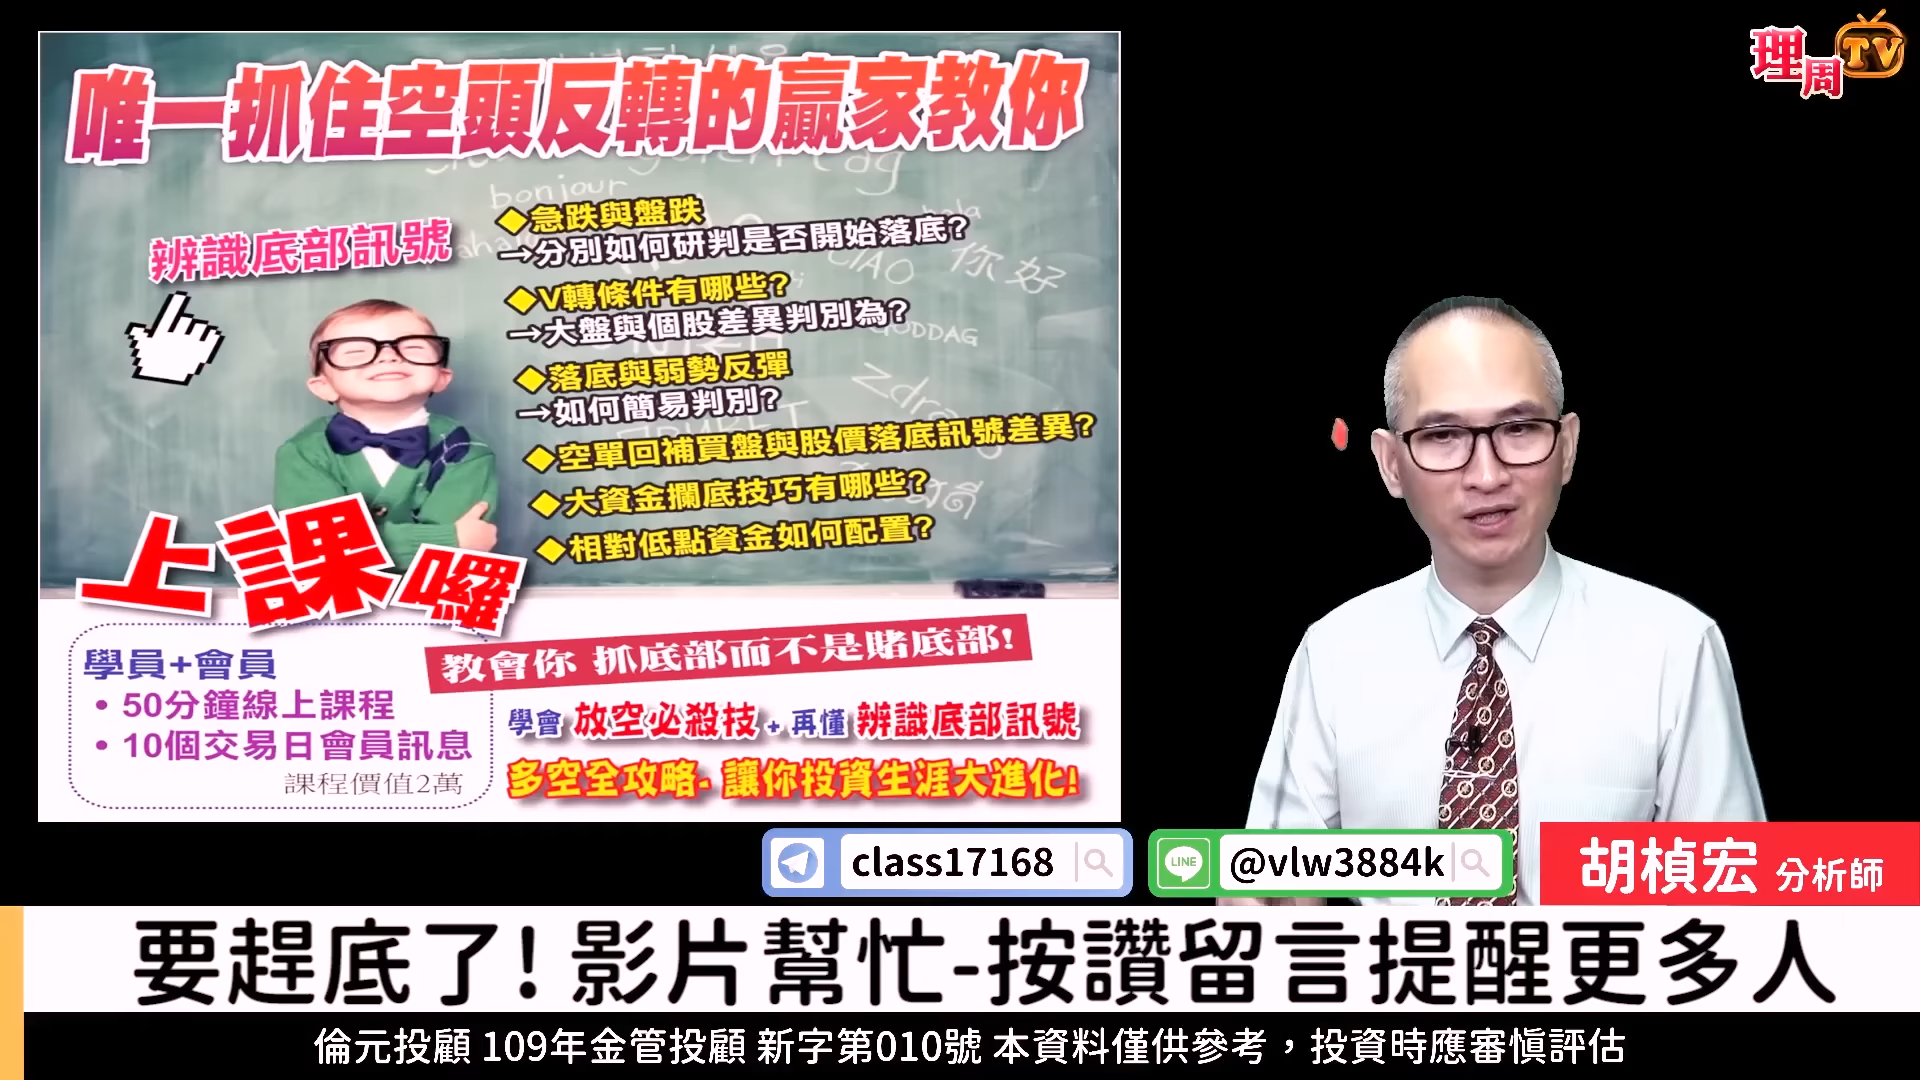 理周TV
唯一抓住空頭反轉的贏家教你
辨識底部訊號
◆急跌與盤跌
→分別如何研判是否開始落底?
◆V轉條件有哪些?
→大盤與個股差異判別為?
◆落底與弱勢反彈
→如何簡易判別?
◆空單回補買盤與股價落底訊號差異?
◆大資金攔底技巧有哪些?
◆相對低點資金如何配置?
bonjour
CIAO
你好
GODDAG
上課囉
學員+會員
• 50分鐘線上課程
• 10個交易日會員訊息
課程價值2萬
教會你 抓底部而不是賭底部!
學會 放空必殺技 + 再懂 辨識底部訊號
多空全攻略- 讓你投資生涯大進化!
class17168
LINE
@vlw3884k
胡楨宏 分析師
要趕底了! 影片幫忙-按讚留言提醒更多人
倫元投顧 109年金管投顧 新字第010號 本資料僅供參考，投資時應審慎評估